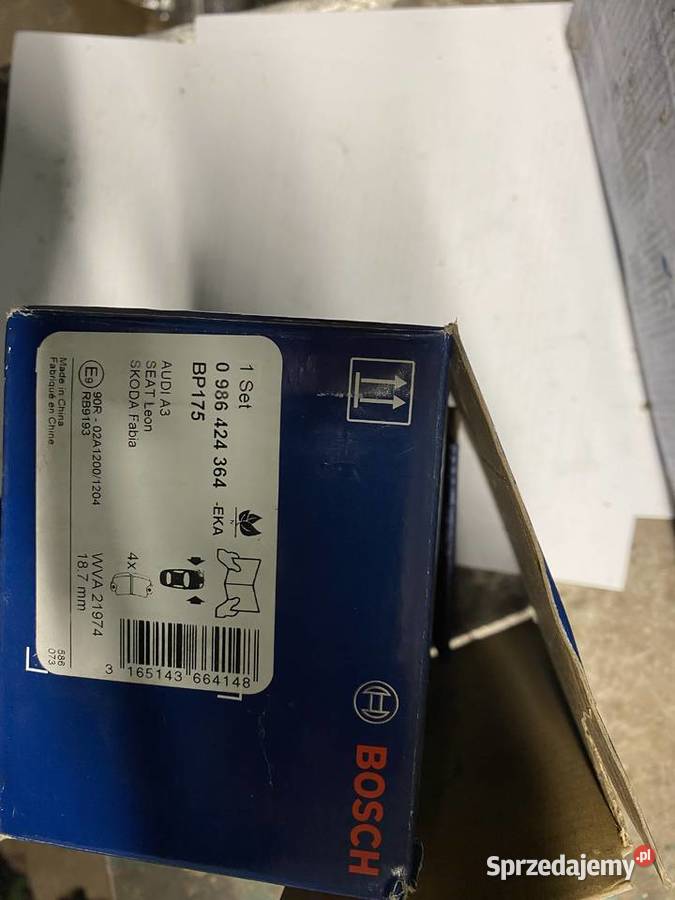 1 Set
0 986 424 364 -EKA
BP175
AUDI A3
SEAT Leon
SKODA Fabia
4x
E9 90R - 02A1200/1204
RB9193
WVA 21974
18.7 mm
Made in China
Fabriqué en Chine
586
073
3 165143 664148
BOSCH
Sprzedajemy.pl